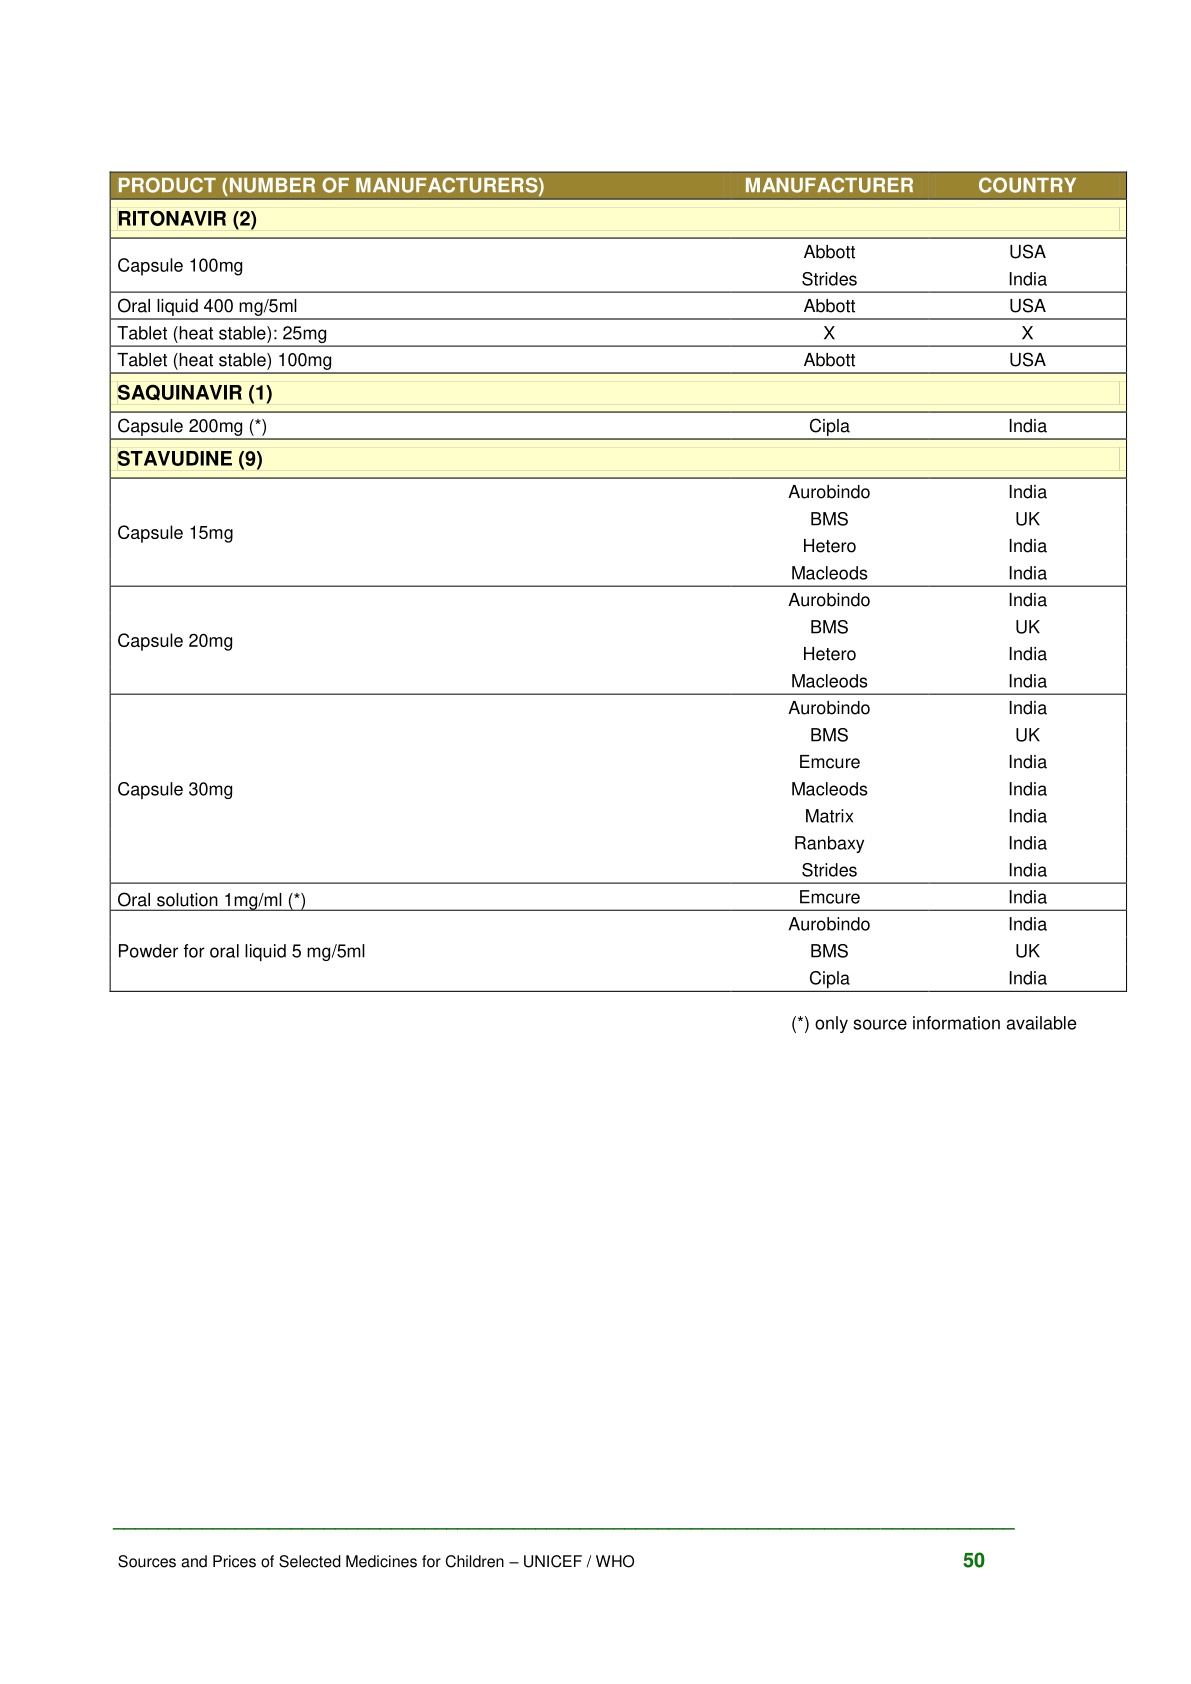 PRODUCT (NUMBER OF MANUFACTURERS) MANUFACTURER COUNTRY
RITONAVIR (2)
Capsule 100mg
Abbott USA
Strides India
Oral liquid 400 mg/5ml Abbott USA
Tablet (heat stable): 25mg X X
Tablet (heat stable) 100mg Abbott USA
SAQUINAVIR (1)
Capsule 200mg (*) Cipla India
STAVUDINE (9)
Capsule 15mg
Aurobindo India
BMS UK
Hetero India
Macleods India
Capsule 20mg
Aurobindo India
BMS UK
Hetero India
Macleods India
Capsule 30mg
Aurobindo India
BMS UK
Emcure India
Macleods India
Matrix India
Ranbaxy India
Strides India
Oral solution 1mg/ml (*) Emcure India
Powder for oral liquid 5 mg/5ml
Aurobindo India
BMS UK
Cipla India
(*) only source information available
Sources and Prices of Selected Medicines for Children – UNICEF / WHO 50